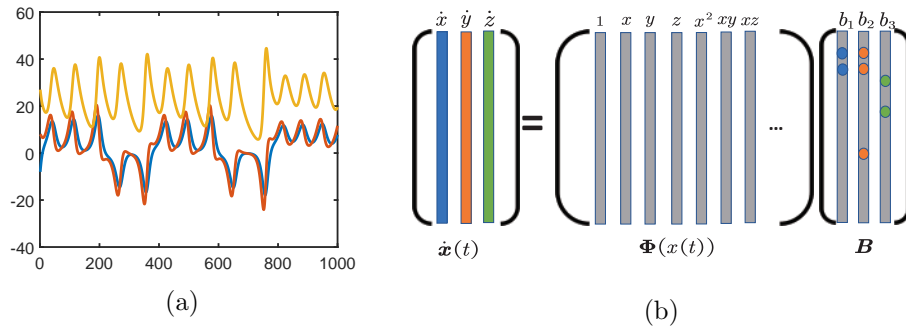 60
40
20
0
-20
-40
0 200 400 600 800 1000
(a)
ẋ ẏ ż
=
1 x y z x² xy xz
...
b₁ b₂ b₃
ẋ(t)
Φ(x(t))
B
(b)